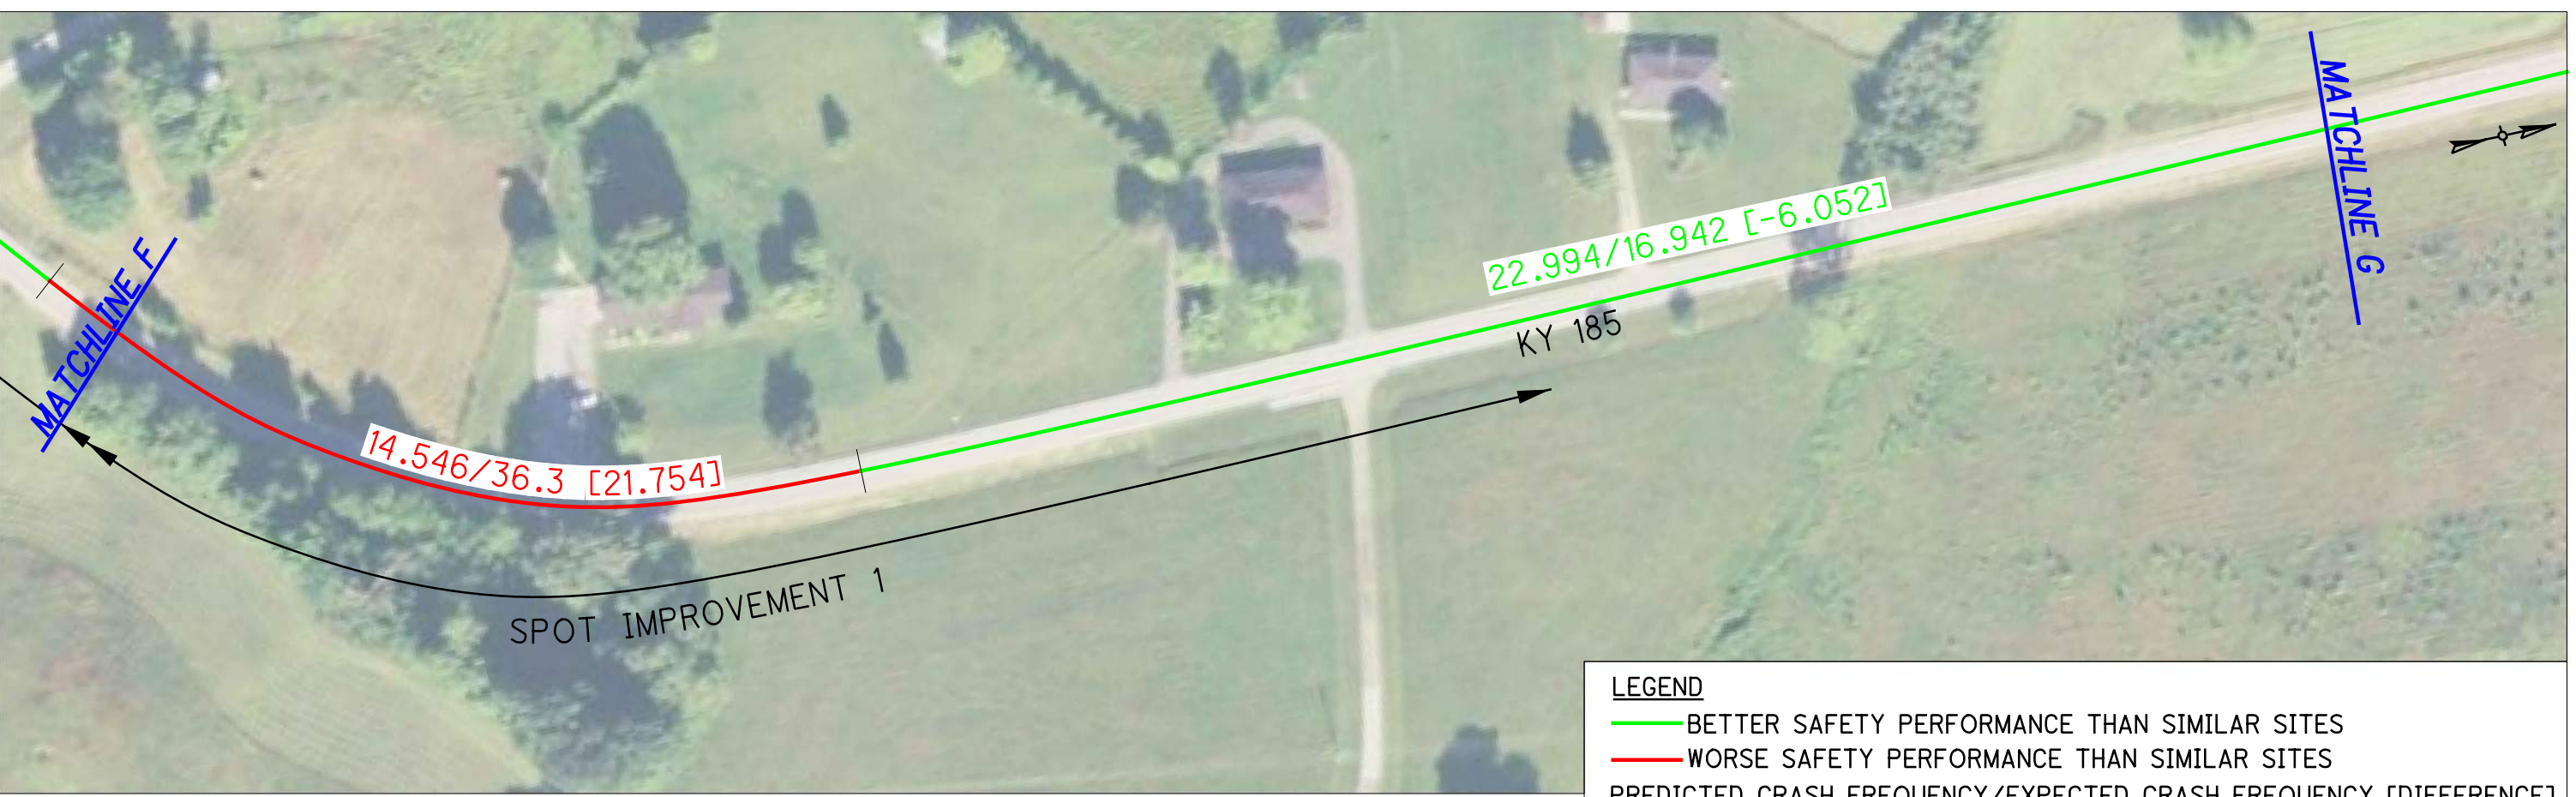 MATCHLINE F
14.546/36.3 [21.754]
SPOT IMPROVEMENT 1
22.994/16.942 [-6.052]
KY 185
MATCHLINE G
LEGEND
BETTER SAFETY PERFORMANCE THAN SIMILAR SITES
WORSE SAFETY PERFORMANCE THAN SIMILAR SITES
PREDICTED CRASH FREQUENCY/EXPECTED CRASH FREQUENCY [DIFFERENCE]